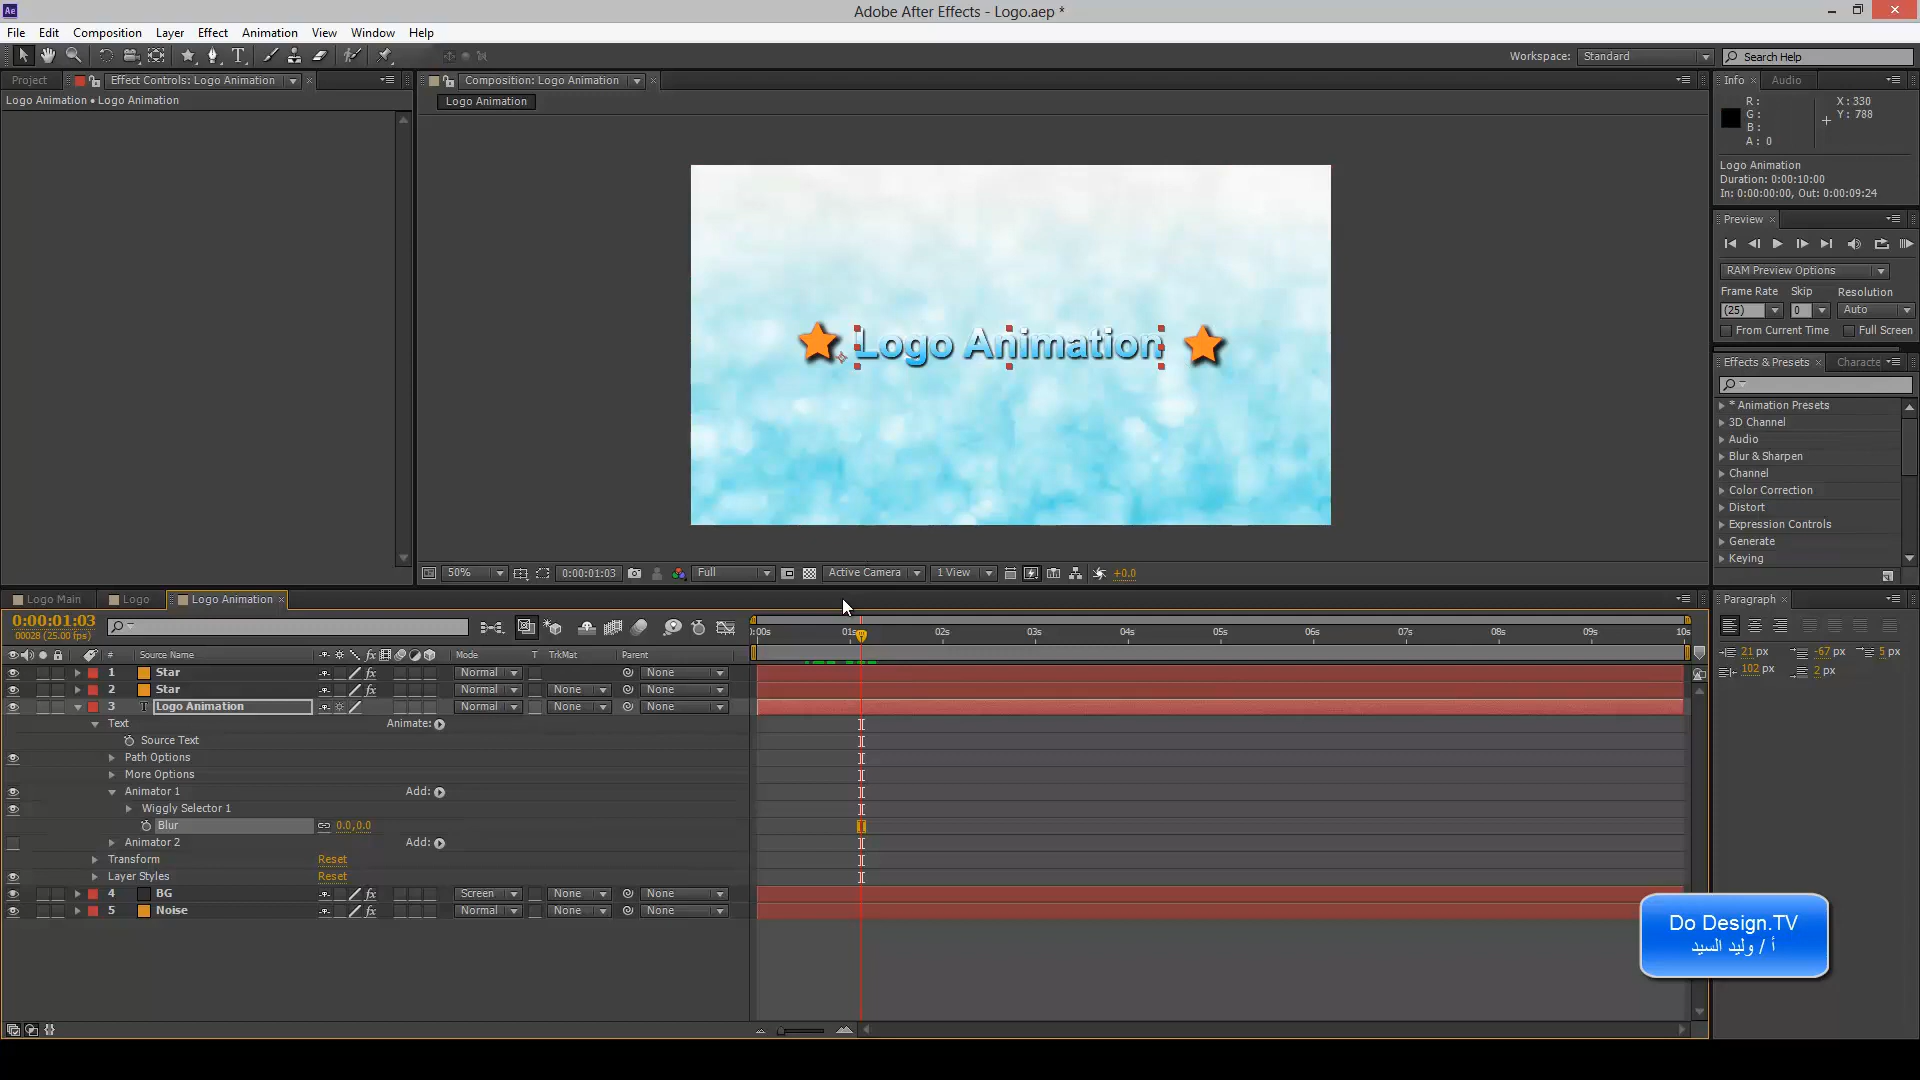 Adobe After Effects - Logo.aep *
File Edit Composition Layer Effect Animation View Window Help
Workspace: Standard Search Help
Project Effect Controls: Logo Animation Composition: Logo Animation Info Audio
Logo Animation • Logo Animation
Logo Animation
R:
G:
B:
A: 0
X: 330
Y: 788
Logo Animation
Duration: 0:00:10:00
In: 0:00:00:00, Out: 0:00:09:24
Preview
RAM Preview Options
Frame Rate Skip Resolution
(25) 0 Auto
From Current Time Full Screen
Effects & Presets Characte
* Animation Presets
3D Channel
Audio
Blur & Sharpen
Channel
Color Correction
Distort
Expression Controls
Generate
Keying
Logo Animation
50% 0:00:01:03 Full Active Camera 1 View +0.0
Logo Main Logo Logo Animation
0:00:01:03
00028 (25.00 fps)
:00s 01s 02s 03s 04s 05s 06s 07s 08s 09s 10s
# Source Name Mode T TrkMat Parent
1 Star Normal None
2 Star Normal None None
3 T Logo Animation Normal None None
Text Animate:
Source Text
Path Options
More Options
Animator 1 Add:
Wiggly Selector 1
Blur 0.0,0.0
Animator 2 Add:
Transform Reset
Layer Styles Reset
4 BG Screen None None
5 Noise Normal None None
Paragraph
21 px -67 px 5 px
102 px 2 px
Do Design.TV
أ / وليد السيد